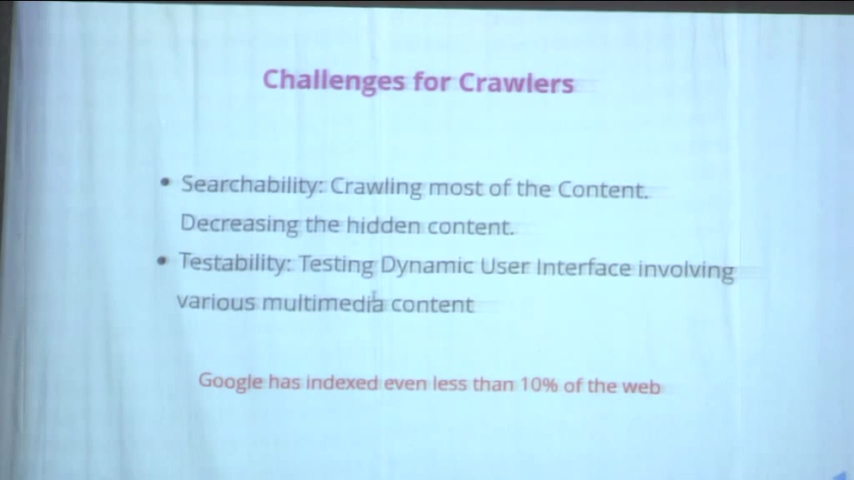 Challenges for Crawlers
• Searchability: Crawling most of the Content.
Decreasing the hidden content.
• Testability: Testing Dynamic User Interface involving
various multimedia content
Google has indexed even less than 10% of the web